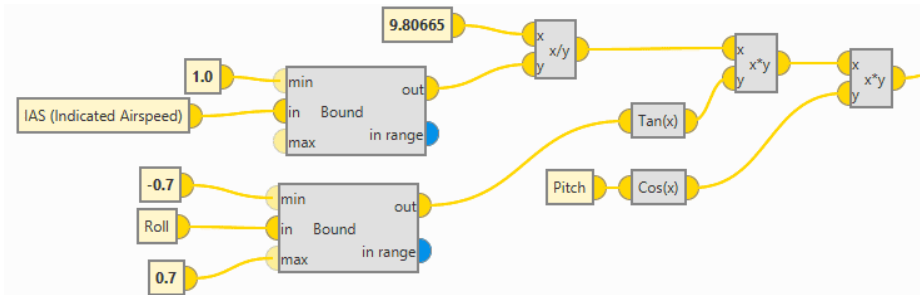 9.80665
x
x/y
y
x
x*y
y
x
x*y
y
1.0
min
out
IAS (Indicated Airspeed)
in
Bound
in range
max
Tan(x)
-0.7
min
out
Pitch
Cos(x)
Roll
in
Bound
in range
max
0.7